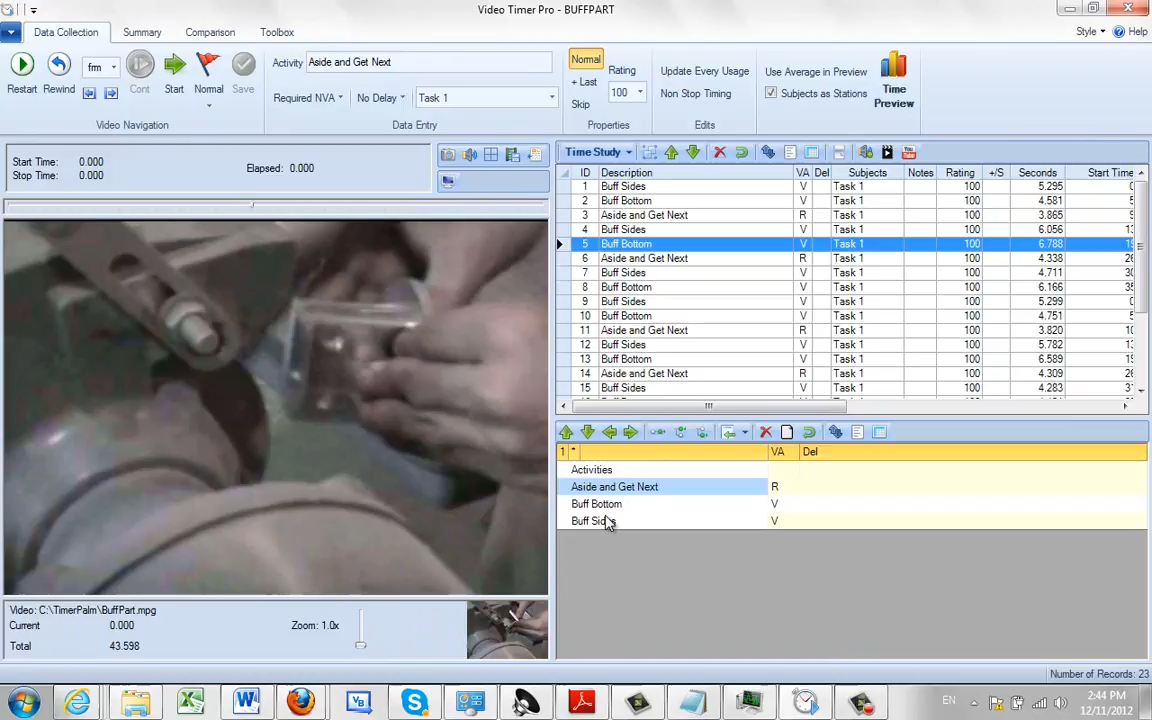 Video Timer Pro - BUFFPART
Data Collection Summary Comparison Toolbox Style Help
Restart Rewind frm Cont Start Normal Save
Video Navigation
Activity Aside and Get Next
Required NVA No Delay Task 1
Data Entry
Normal
+ Last
Skip
Rating
100
Properties
Update Every Usage
Non Stop Timing
Edits
Use Average in Preview
Subjects as Stations
Time Preview
Start Time: 0.000
Stop Time: 0.000
Elapsed: 0.000
Time Study
ID Description VA Del Subjects Notes Rating +/S Seconds Start Time
1 Buff Sides V Task 1 100 5.295
2 Buff Bottom V Task 1 100 4.581
3 Aside and Get Next R Task 1 100 3.865
4 Buff Sides V Task 1 100 6.056
5 Buff Bottom V Task 1 100 6.788
6 Aside and Get Next R Task 1 100 4.338
7 Buff Sides V Task 1 100 4.711
8 Buff Bottom V Task 1 100 6.166
9 Buff Sides V Task 1 100 5.299
10 Buff Bottom V Task 1 100 4.751
11 Aside and Get Next R Task 1 100 3.820
12 Buff Sides V Task 1 100 5.782
13 Buff Bottom V Task 1 100 6.589
14 Aside and Get Next R Task 1 100 4.309
15 Buff Sides V Task 1 100 4.283
1 * VA Del
Activities
Aside and Get Next R
Buff Bottom V
Buff Sides V
Video: C:\TimerPalm\BuffPart.mpg
Current 0.000 Zoom: 1.0x
Total 43.598
Number of Records: 23
EN
2:44 PM
12/11/2012